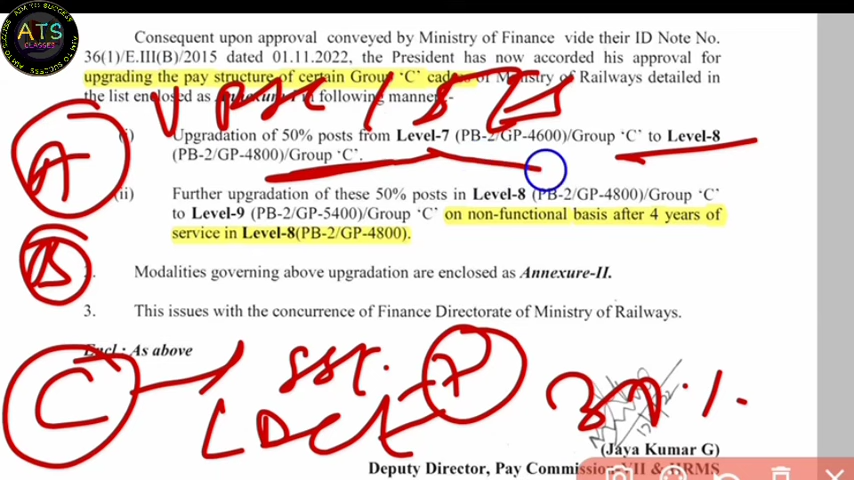 ATS
CLASSES
Consequent upon approval conveyed by Ministry of Finance vide their ID Note No.
36(1)/E.III(B)/2015 dated 01.11.2022, the President has now accorded his approval for
upgrading the pay structure of certain Group 'C' cadres of Ministry of Railways detailed in
the list enclosed as Annexure-I in following manner:-
UPSC
A
(i) Upgradation of 50% posts from Level-7 (PB-2/GP-4600)/Group 'C' to Level-8
(PB-2/GP-4800)/Group 'C'.
(ii) Further upgradation of these 50% posts in Level-8 (PB-2/GP-4800)/Group 'C'
to Level-9 (PB-2/GP-5400)/Group 'C' on non-functional basis after 4 years of
service in Level-8(PB-2/GP-4800).
B
2. Modalities governing above upgradation are enclosed as Annexure-II.
3. This issues with the concurrence of Finance Directorate of Ministry of Railways.
Encl: As above
C
(Jaya Kumar G)
Deputy Director, Pay Commission-VII & HRMS